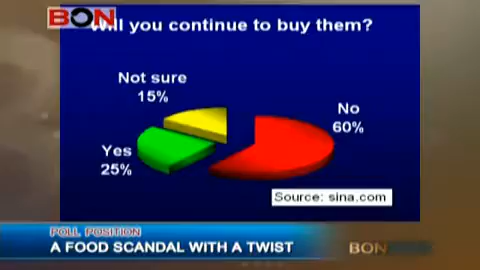 BON
Will you continue to buy them?
Not sure
15%
No
60%
Yes
25%
Source: sina.com
POLL POSITION
A FOOD SCANDAL WITH A TWIST
BON